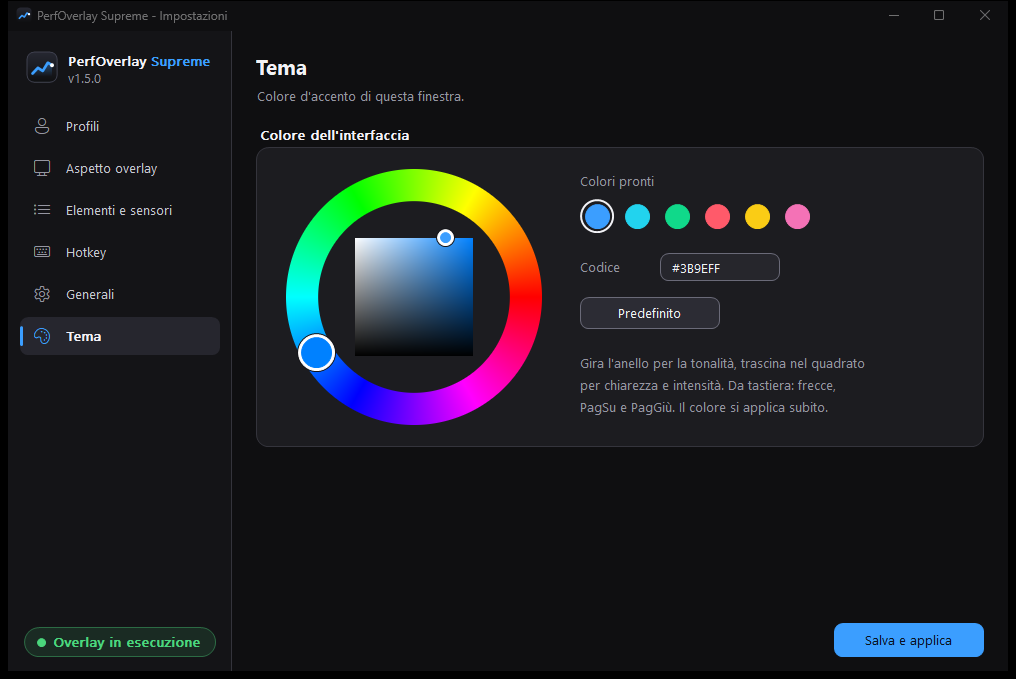 PerfOverlay Supreme - Impostazioni
PerfOverlay Supreme
v1.5.0
Profili
Aspetto overlay
Elementi e sensori
Hotkey
Generali
Tema
Overlay in esecuzione
Tema
Colore d'accento di questa finestra.
Colore dell'interfaccia
Colori pronti
Codice
#3B9EFF
Predefinito
Gira l'anello per la tonalità, trascina nel quadrato
per chiarezza e intensità. Da tastiera: frecce,
PagSu e PagGiù. Il colore si applica subito.
Salva e applica